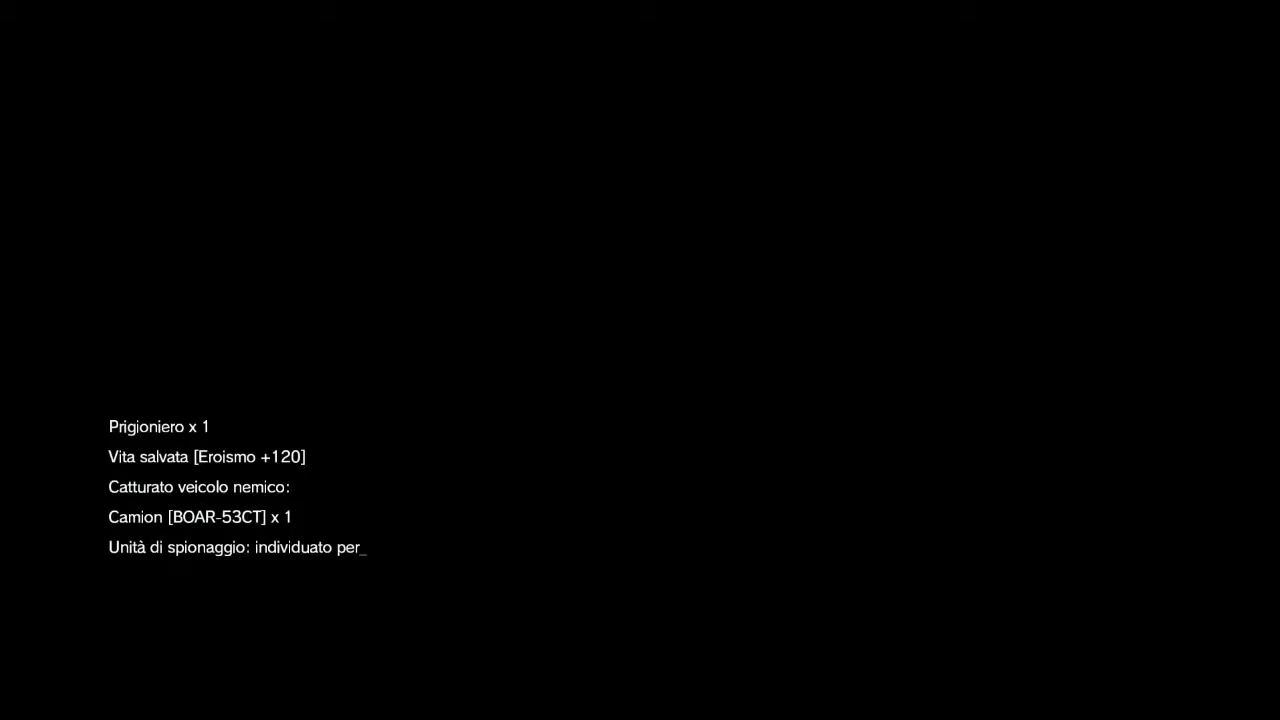 Prigioniero x 1
Vita salvata [Eroismo +120]
Catturato veicolo nemico:
Camion [BOAR-53CT] x 1
Unità di spionaggio: individuato per_